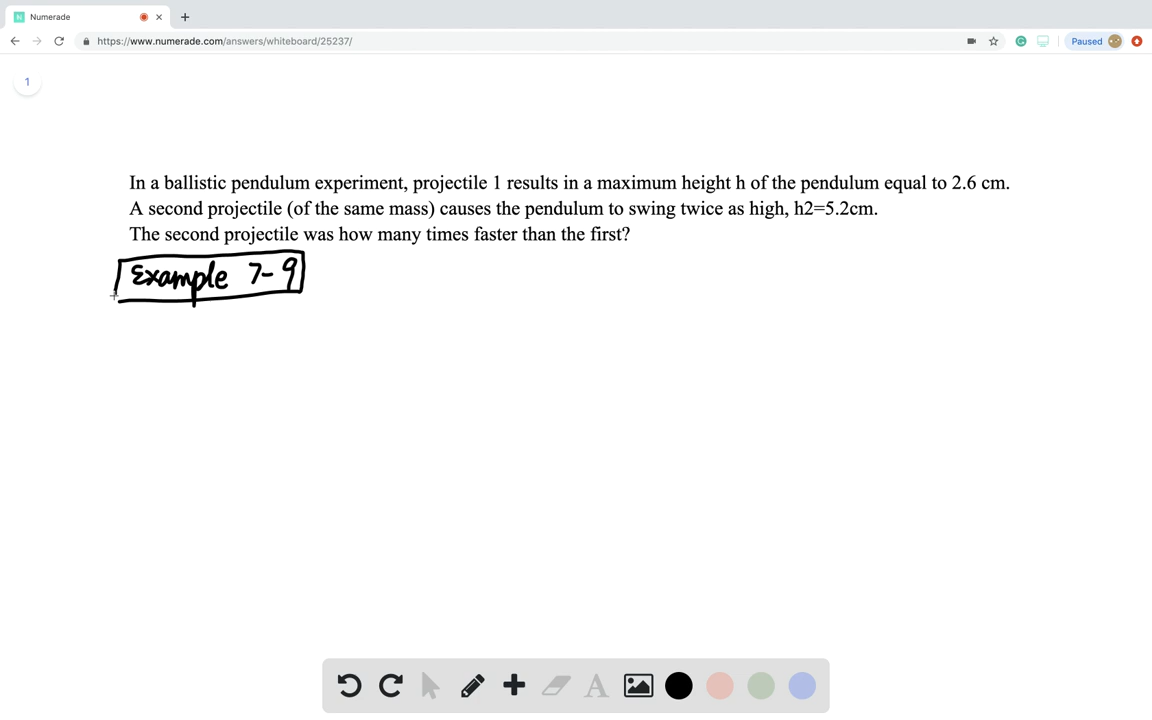 Numerade
https://www.numerade.com/answers/whiteboard/25237/
Paused
1
In a ballistic pendulum experiment, projectile 1 results in a maximum height h of the pendulum equal to 2.6 cm.
A second projectile (of the same mass) causes the pendulum to swing twice as high, h2=5.2cm.
The second projectile was how many times faster than the first?
Example 7-9
A